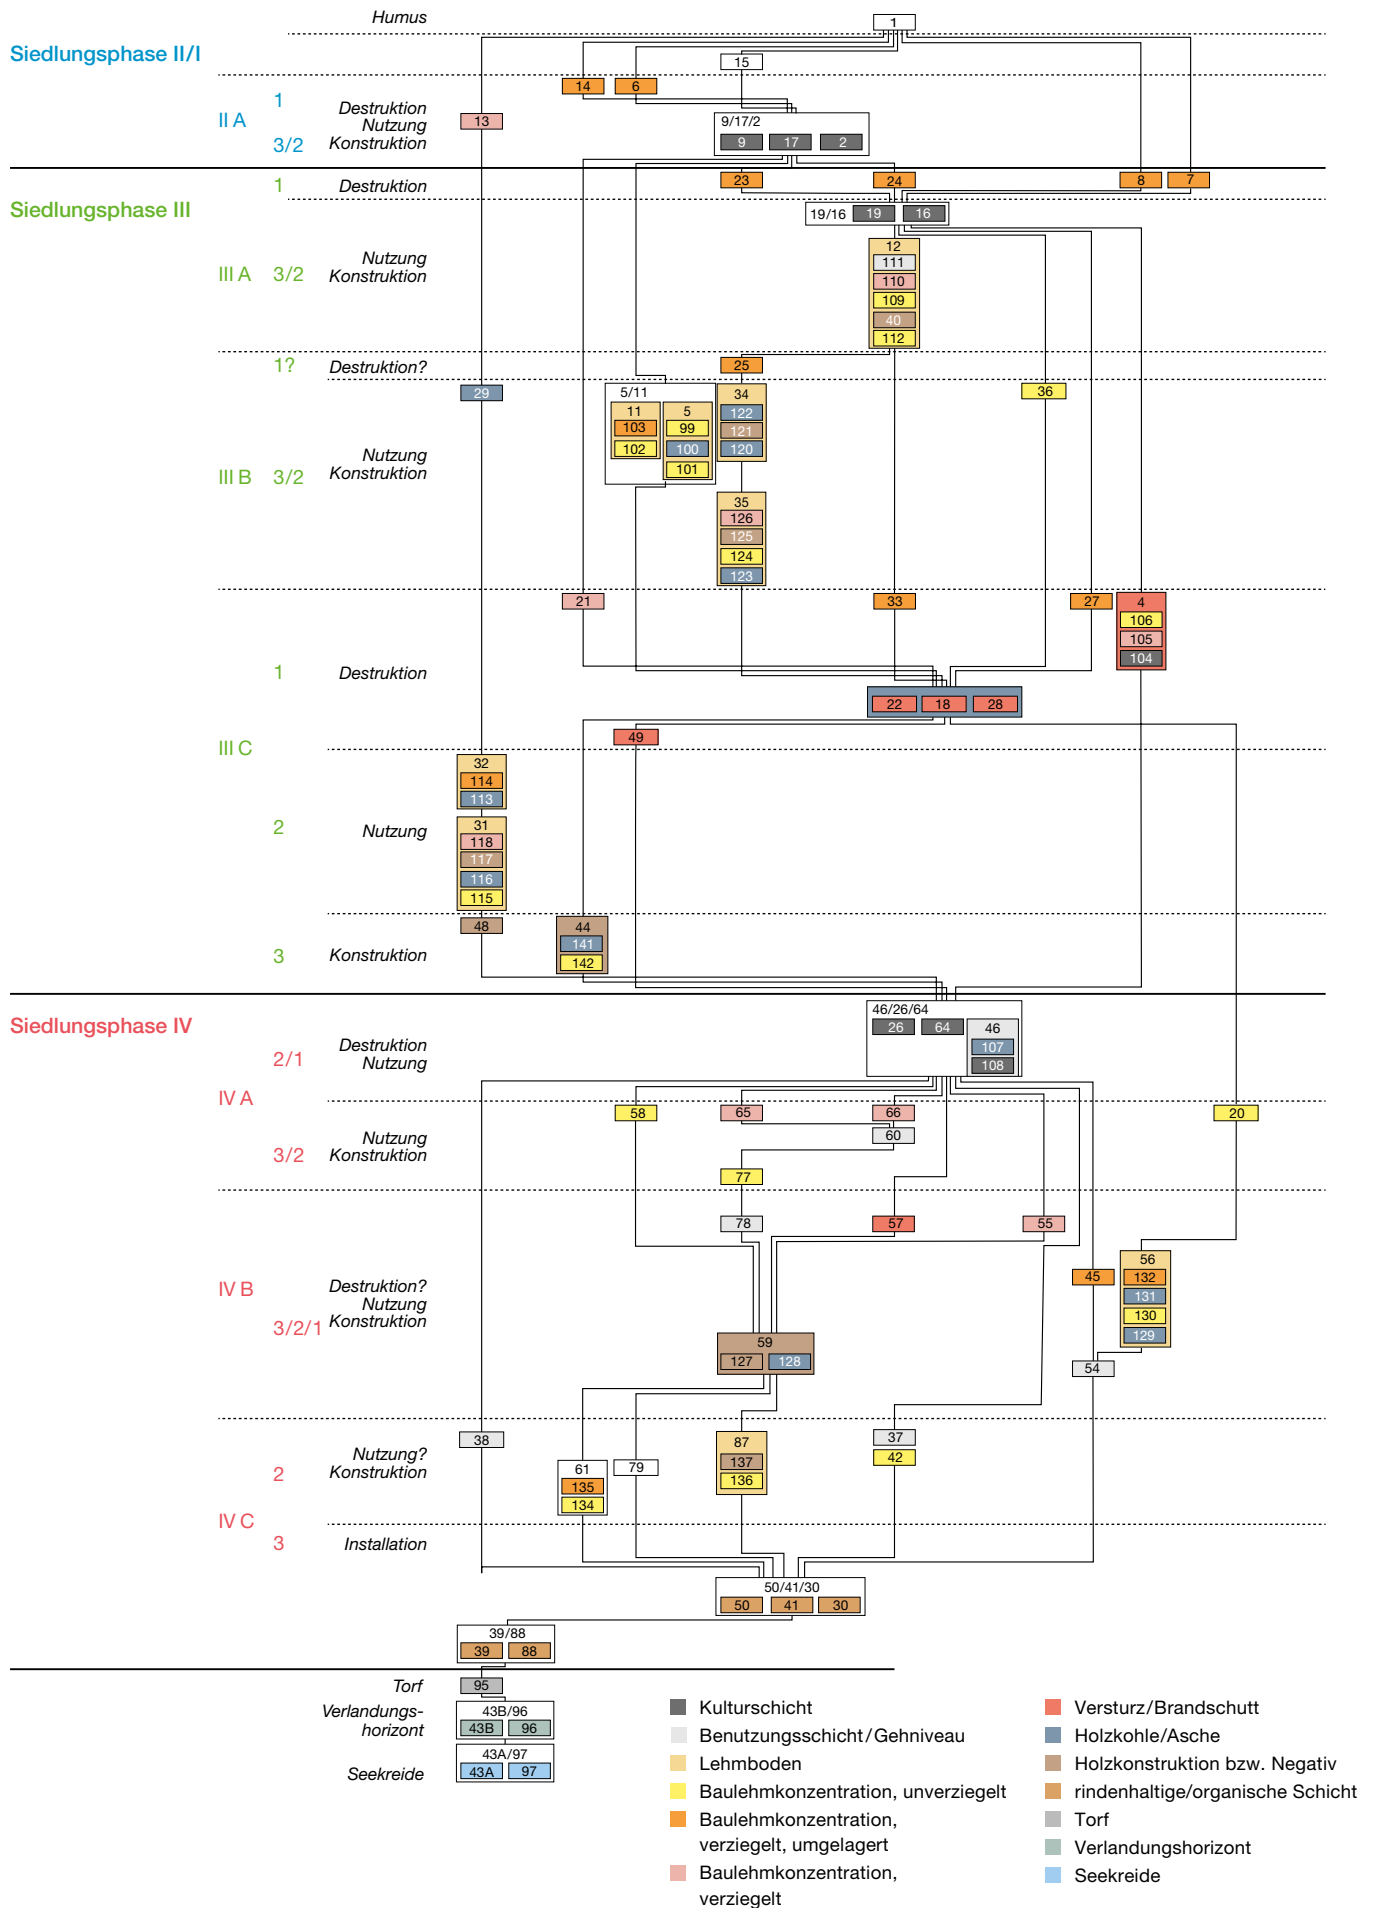 Humus
1
Siedlungsphase II/I
15
14 6
1
II A
Destruktion
Nutzung
3/2 Konstruktion
13
9/17/2
9 17 2
1 Destruktion
23 24 8 7
Siedlungsphase III
19/16 19 16
III A 3/2
Nutzung
Konstruktion
12
111
110
109
40
112
1? Destruktion?
25
29
36
5/11
11 5
103 99
102 100
101
34
122
121
120
III B 3/2
Nutzung
Konstruktion
35
126
125
124
123
21 33 27
4
106
105
104
1 Destruktion
22 18 28
49
III C
32
114
113
2 Nutzung
31
118
117
116
115
48
44
141
142
3 Konstruktion
Siedlungsphase IV
46/26/64
26 64 46
107
108
2/1
Destruktion
Nutzung
IV A
58 65 66 20
60
3/2
Nutzung
Konstruktion
77
78 57 55
IV B
Destruktion?
Nutzung
3/2/1 Konstruktion
45
56
132
131
130
129
59
127 128
54
38
37
42
2
Nutzung?
Konstruktion
61
135
134
79
87
137
136
IV C
3 Installation
50/41/30
50 41 30
39/88
39 88
Torf
95
Verlandungs-
horizont
43B/96
43B 96
Seekreide
43A/97
43A 97
Kulturschicht
Benutzungsschicht/Gehniveau
Lehmboden
Baulehmkonzentration, unverziegelt
Baulehmkonzentration,
verziegelt, umgelagert
Baulehmkonzentration,
verziegelt
Versturz/Brandschutt
Holzkohle/Asche
Holzkonstruktion bzw. Negativ
rindenhaltige/organische Schicht
Torf
Verlandungshorizont
Seekreide